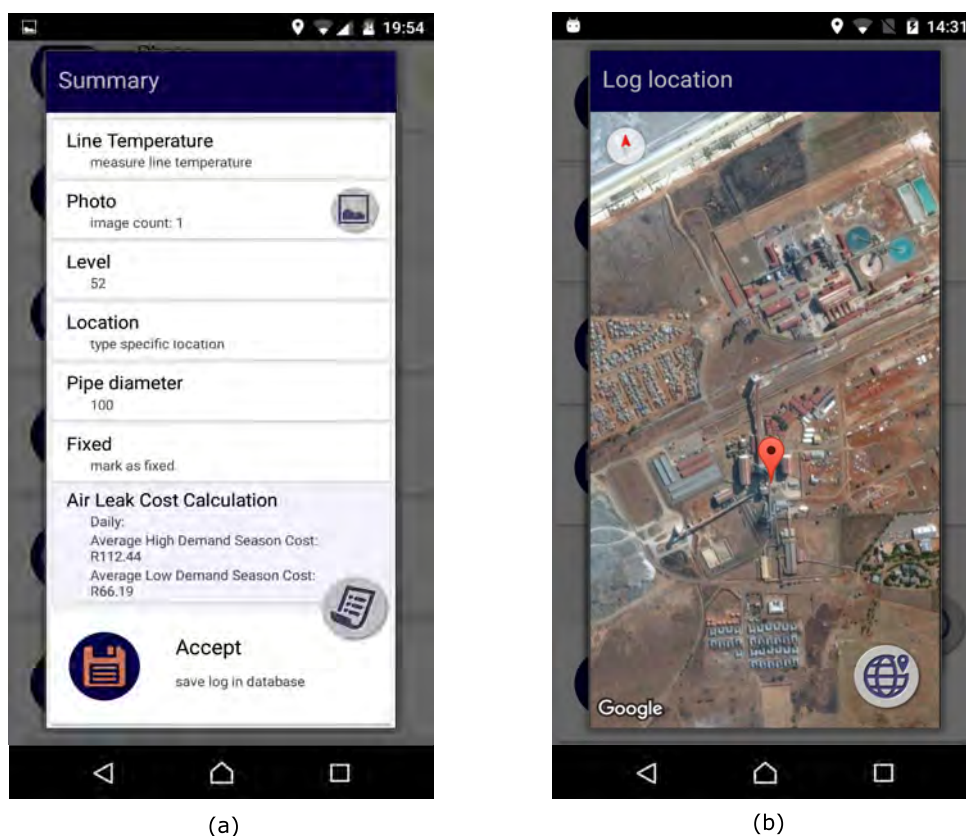 19:54
Summary
Line Temperature
measure line temperature
Photo
image count: 1
Level
52
Location
type specific location
Pipe diameter
100
Fixed
mark as fixed
Air Leak Cost Calculation
Daily:
Average High Demand Season Cost:
R112.44
Average Low Demand Season Cost:
R66.19
Accept
save log in database
(a)
14:31
Log location
Google
(b)